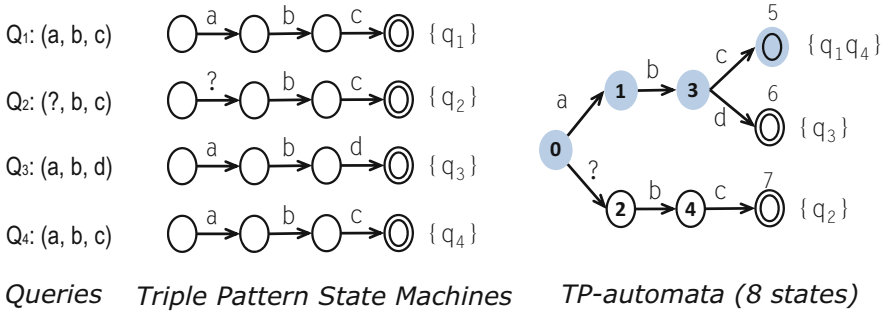 Q1: (a, b, c) a b c {q1}
Q2: (?, b, c) ? b c {q2}
Q3: (a, b, d) a b d {q3}
Q4: (a, b, c) a b c {q4}
Queries
Triple Pattern State Machines
5
c {q1q4}
a 1 b 3 6
d {q3}
0
? 7
2 b 4 c {q2}
TP-automata (8 states)